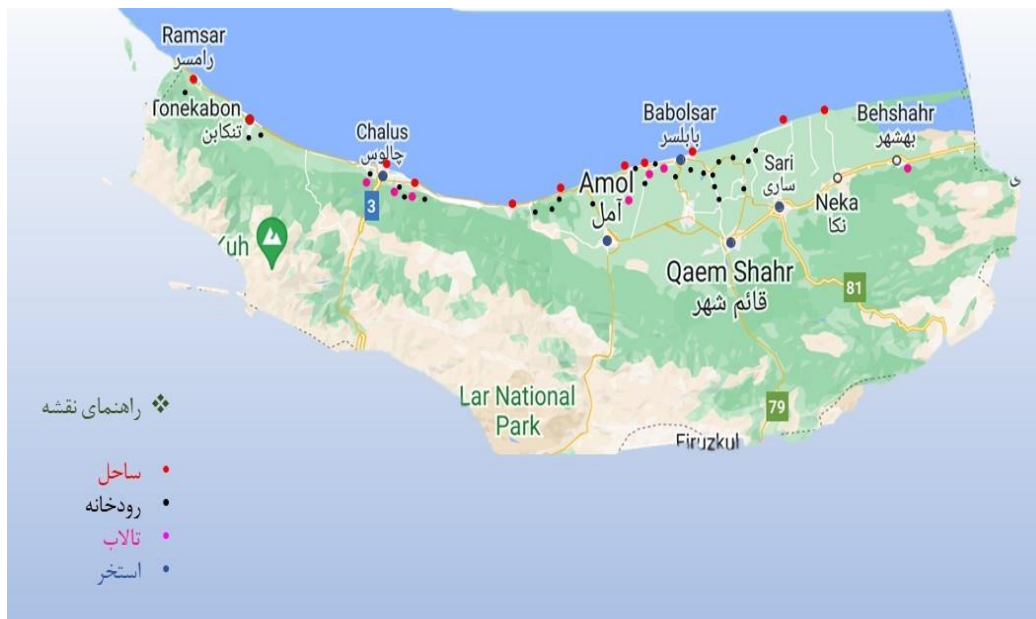 Ramsar
رامسر
Tonekabon
تنکابن
Chalus
چالوس
3
Kuh
Babolsar
بابلسر
Amol
آمل
Sari
ساری
Behshahr
بهشهر
Neka
نکا
ی
Qaem Shahr
قائم شهر
81
79
Lar National
Park
Firuzkuh
❖ راهنمای نقشه
• ساحل
• رودخانه
• تالاب
• استخر